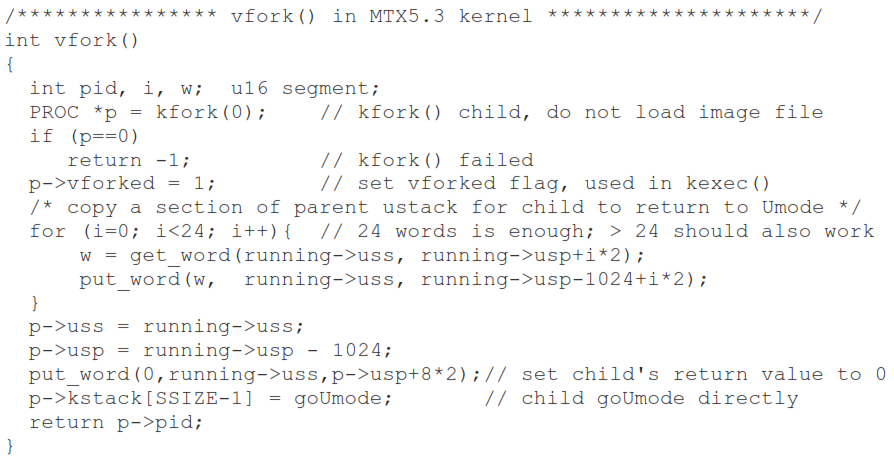 /**************** vfork() in MTX5.3 kernel *********************/
int vfork()
{
  int pid, i, w;  u16 segment;
  PROC *p = kfork(0);    // kfork() child, do not load image file
  if (p==0)
     return -1;          // kfork() failed
  p->vforked = 1;        // set vforked flag, used in kexec()
  /* copy a section of parent ustack for child to return to Umode */
  for (i=0; i<24; i++){  // 24 words is enough; > 24 should also work
      w = get_word(running->uss, running->usp+i*2);
      put_word(w,  running->uss, running->usp-1024+i*2);
  }
  p->uss = running->uss;
  p->usp = running->usp - 1024;
  put_word(0,running->uss,p->usp+8*2);// set child's return value to 0
  p->kstack[SSIZE-1] = goUmode;       // child goUmode directly
  return p->pid;
}